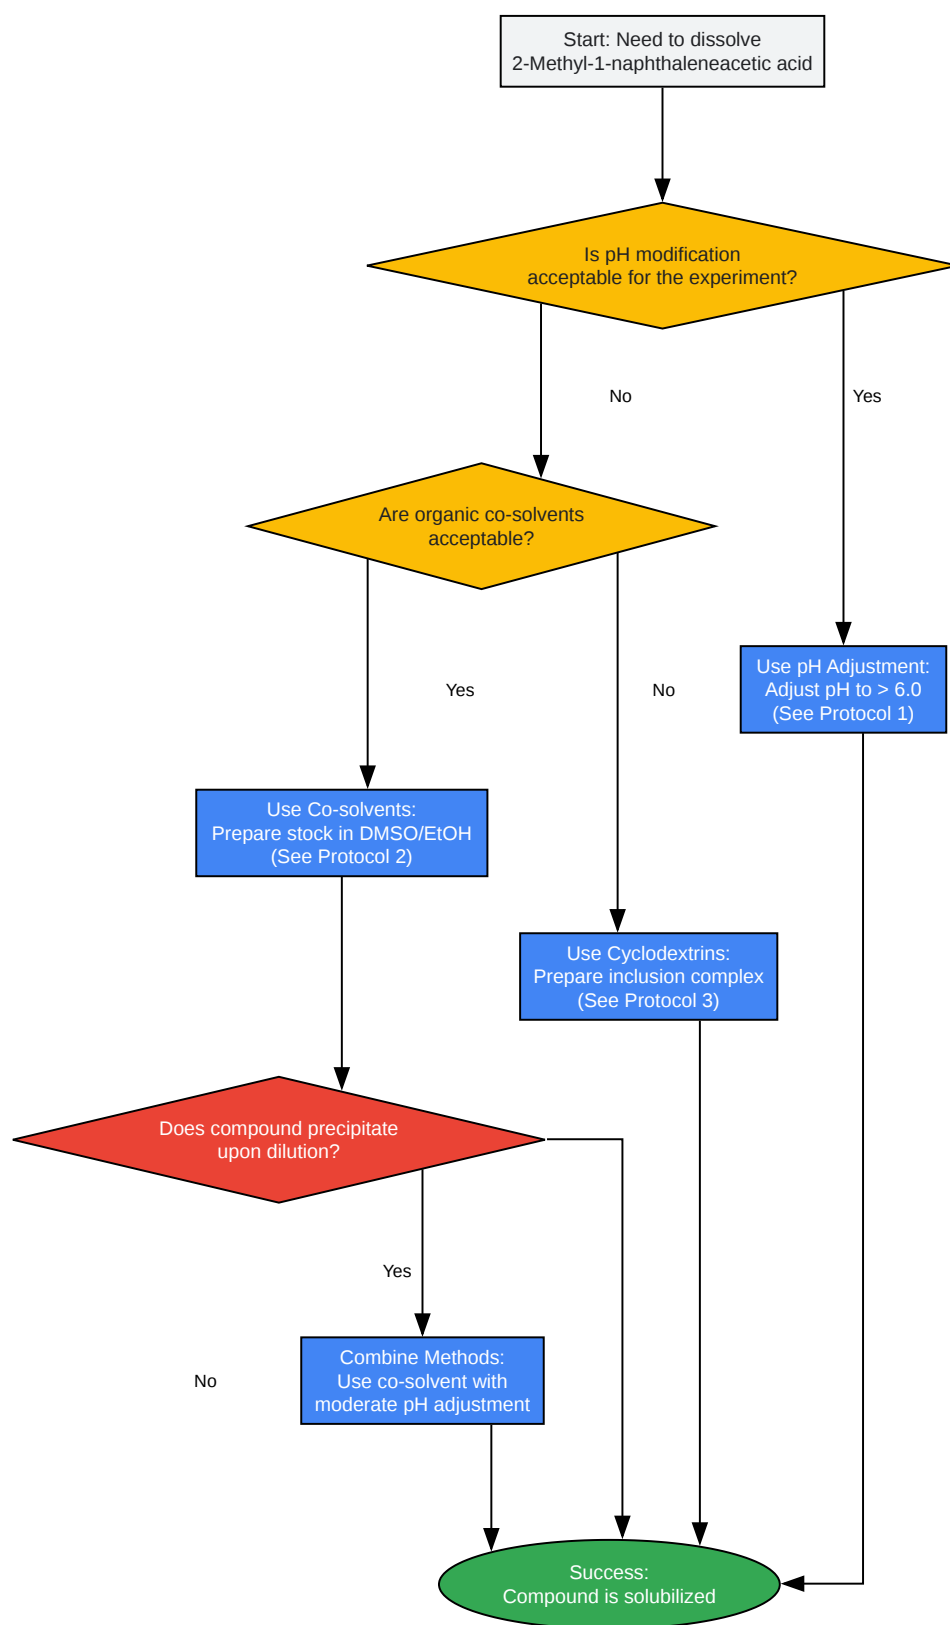 Start: Need to dissolve
2-Methyl-1-naphthaleneacetic acid
Is pH modification
acceptable for the experiment?
No
Yes
Are organic co-solvents
acceptable?
Yes
No
Use pH Adjustment:
Adjust pH to > 6.0
(See Protocol 1)
Use Co-solvents:
Prepare stock in DMSO/EtOH
(See Protocol 2)
Use Cyclodextrins:
Prepare inclusion complex
(See Protocol 3)
Does compound precipitate
upon dilution?
Yes
No
Combine Methods:
Use co-solvent with
moderate pH adjustment
Success:
Compound is solubilized